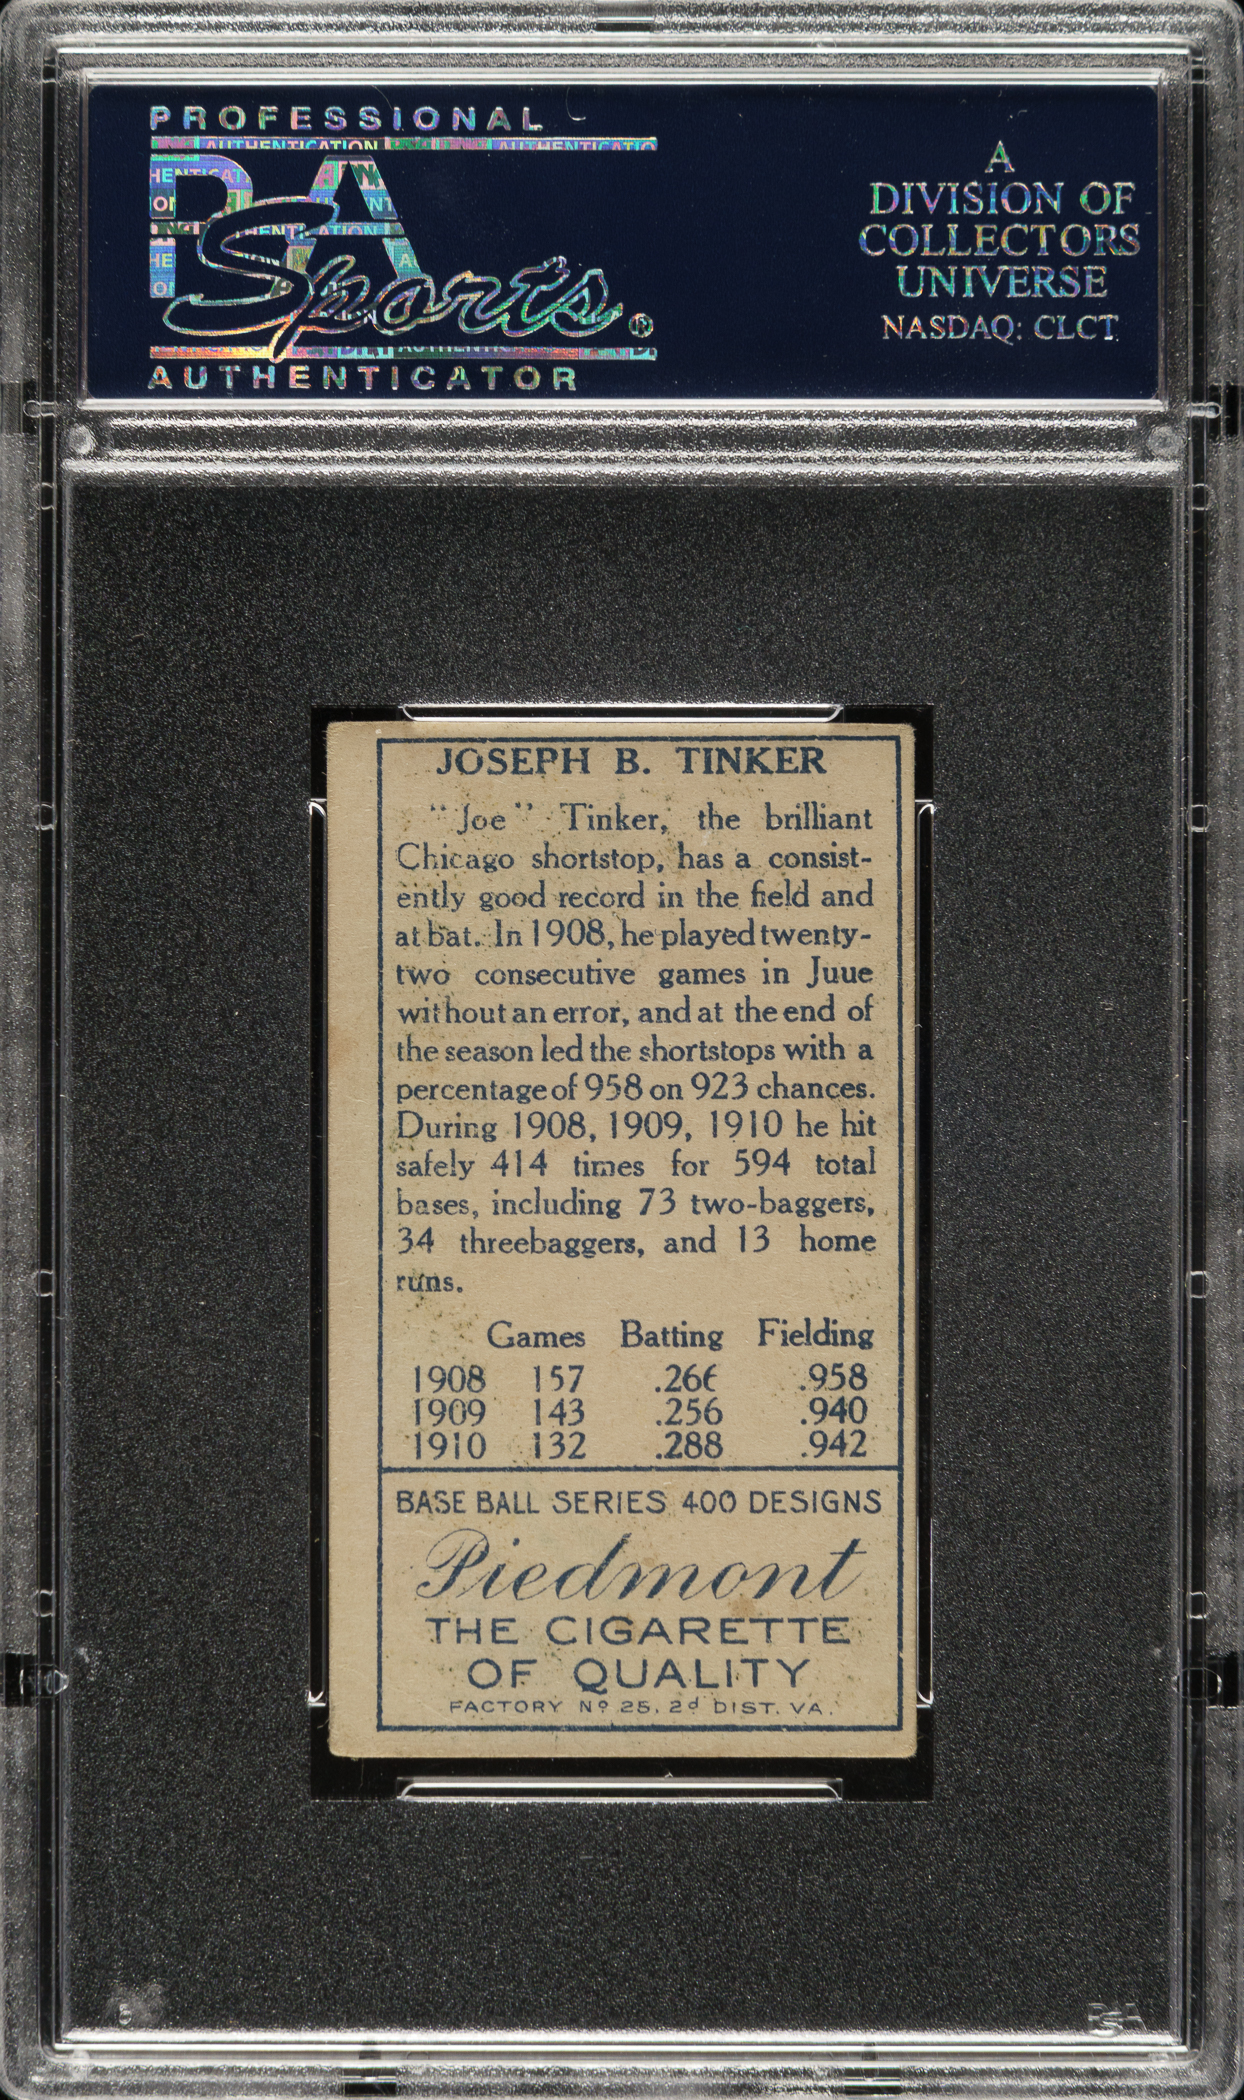 PROFESSIONAL
PSA
Sports®
AUTHENTICATOR
A
DIVISION OF
COLLECTORS
UNIVERSE
NASDAQ: CLCT
JOSEPH B. TINKER
"Joe" Tinker, the brilliant
Chicago shortstop, has a consist-
ently good record in the field and
at bat. In 1908, he played twenty-
two consecutive games in Juue
without an error, and at the end of
the season led the shortstops with a
percentage of 958 on 923 chances.
During 1908, 1909, 1910 he hit
safely 414 times for 594 total
bases, including 73 two-baggers,
34 threebaggers, and 13 home
runs.
Games Batting Fielding
1908 157 .266 .958
1909 143 .256 .940
1910 132 .288 .942
BASE BALL SERIES 400 DESIGNS
Piedmont
THE CIGARETTE
OF QUALITY
FACTORY Nº 25, 2d DIST. VA.
PSA